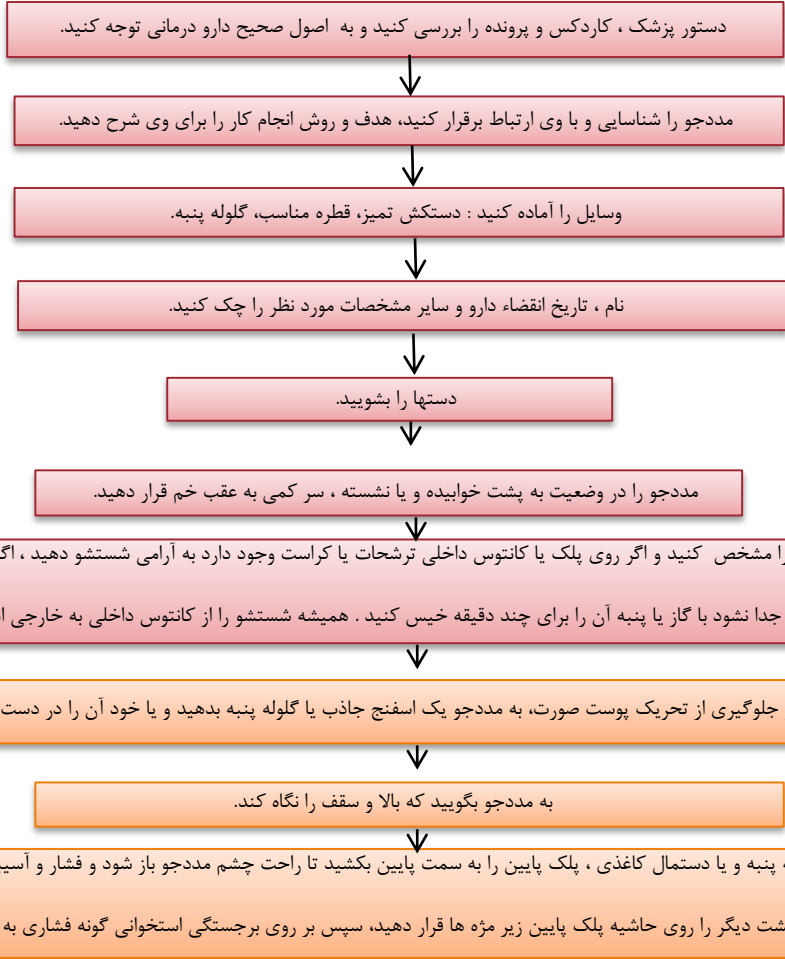 دستور پزشک ، کاردکس و پرونده را بررسی کنید و به اصول صحیح دارو درمانی توجه کنید.
مددجو را شناسایی و با وی ارتباط برقرار کنید، هدف و روش انجام کار را برای وی شرح دهید.
وسایل را آماده کنید : دستکش تمیز، قطره مناسب، گلوله پنبه.
نام ، تاریخ انقضاء دارو و سایر مشخصات مورد نظر را چک کنید.
دستها را بشویید.
مددجو را در وضعیت به پشت خوابیده و یا نشسته ، سر کمی به عقب خم قرار دهید.
را مشخص کنید و اگر روی پلک یا کانتوس داخلی ترشحات یا کراست وجود دارد به آرامی شستشو دهید ،
جدا نشود با گاز یا پنبه آن را برای چند دقیقه خیس کنید . همیشه شستشو را از کانتوس داخلی به خارجی
جلوگیری از تحریک پوست صورت، به مددجو یک اسفنج جاذب یا گلوله پنبه بدهید و یا خود آن را در دست
به مددجو بگویید که بالا و سقف را نگاه کند.
پنبه و یا دستمال کاغذی ، پلک پایین را به سمت پایین بکشید تا راحت چشم مددجو باز شود و فشار و
دیگر را روی حاشیه پلک پایین زیر مژه ها قرار دهید، سپس بر روی برجستگی استخوانی گونه فشاری به